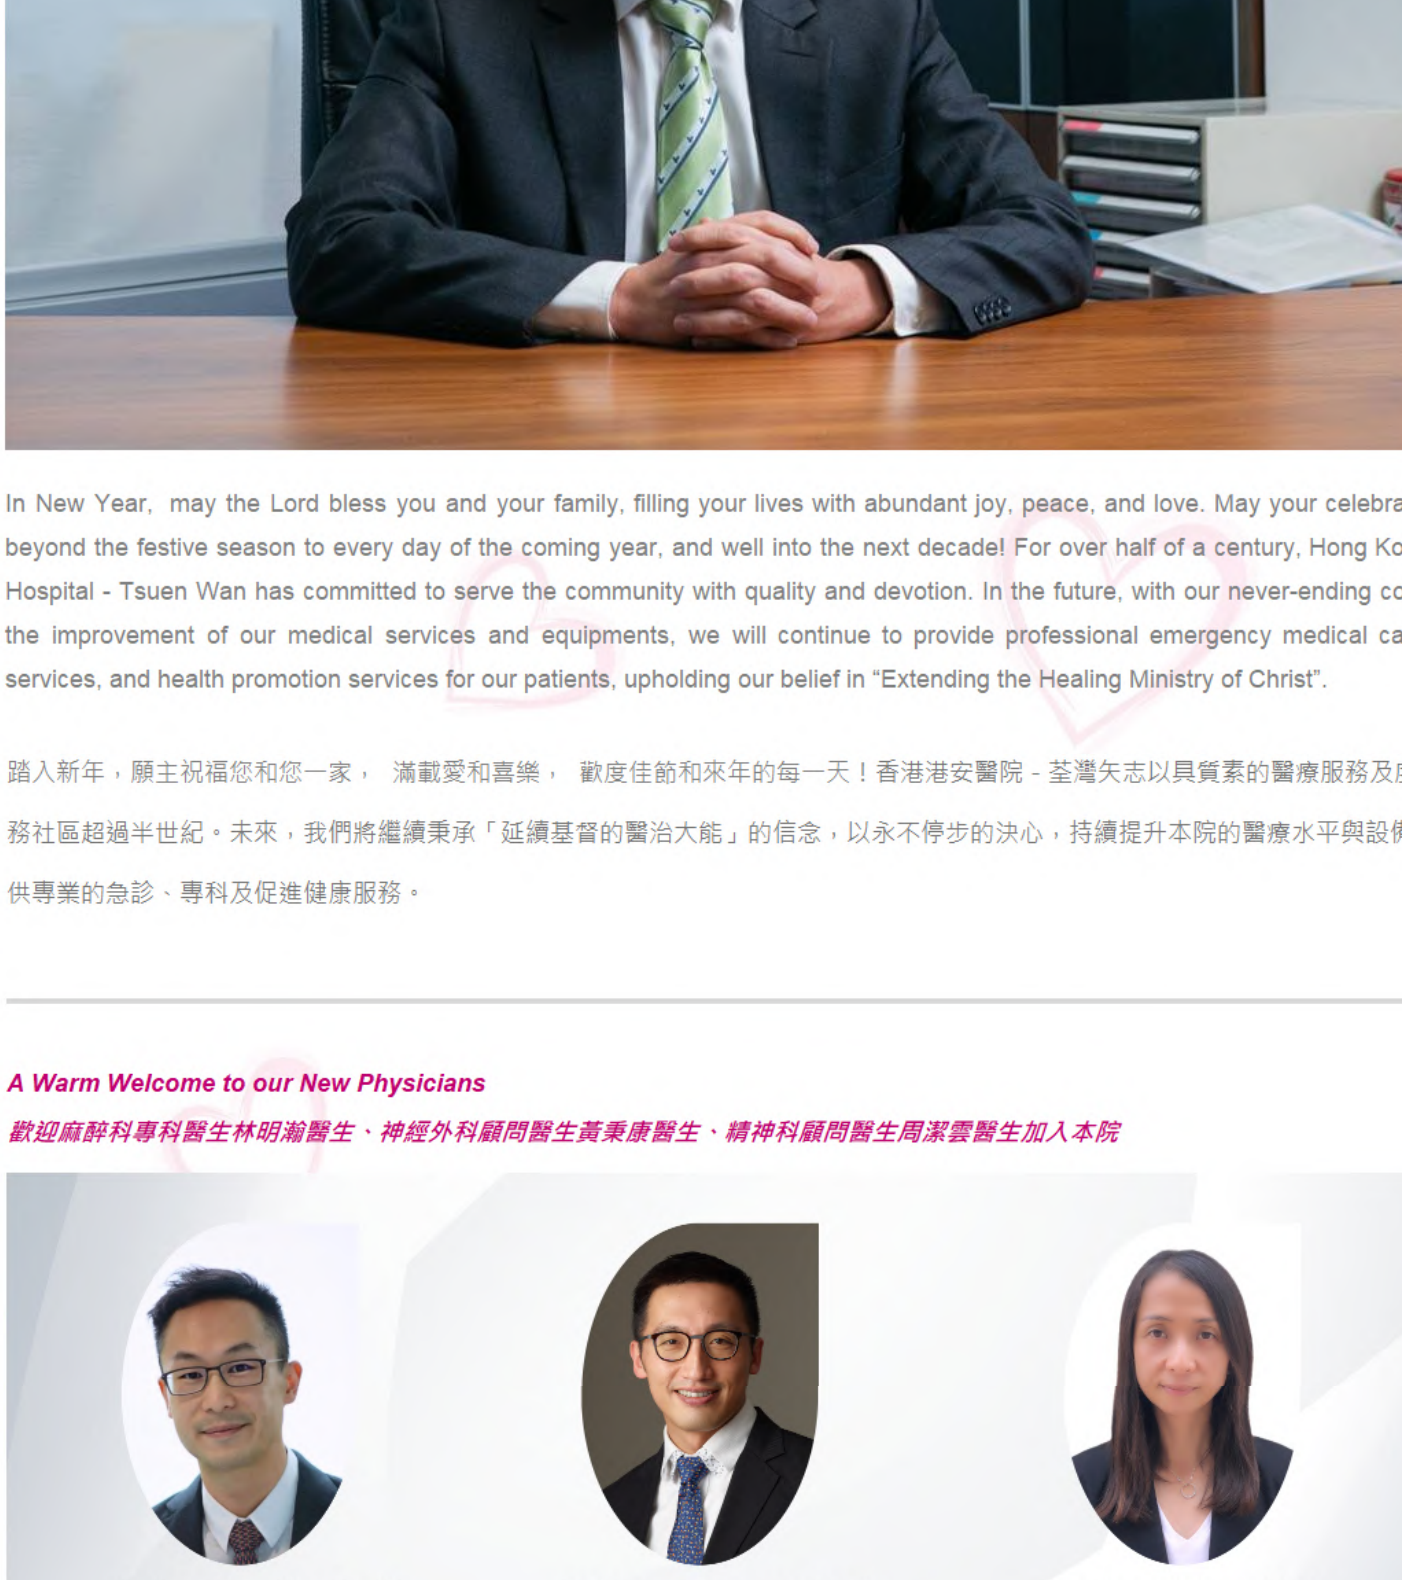 In New Year, may the Lord bless you and your family, filling your lives with abundant joy, peace, and love. May your celebra
beyond the festive season to every day of the coming year, and well into the next decade! For over half of a century, Hong Ko
Hospital - Tsuen Wan has committed to serve the community with quality and devotion. In the future, with our never-ending co
the improvement of our medical services and equipments, we will continue to provide professional emergency medical ca
services, and health promotion services for our patients, upholding our belief in “Extending the Healing Ministry of Christ”.
踏入新年，願主祝福您和您一家， 滿載愛和喜樂， 歡度佳節和來年的每一天！香港港安醫院 - 荃灣矢志以具質素的醫療服務及
務社區超過半世紀。未來，我們將繼續秉承「延續基督的醫治大能」的信念，以永不停步的決心，持續提升本院的醫療水平與設備
供專業的急診、專科及促進健康服務。
A Warm Welcome to our New Physicians
歡迎麻醉科專科醫生林明瀚醫生、神經外科顧問醫生黃秉康醫生、精神科顧問醫生周潔雲醫生加入本院